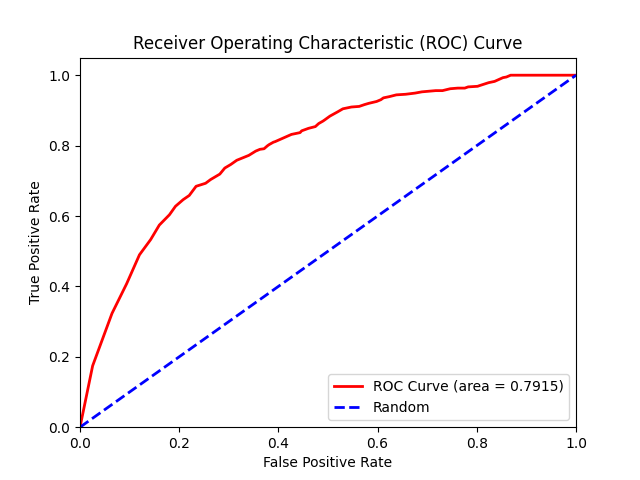 Receiver Operating Characteristic (ROC) Curve
1.0
0.8
0.6
0.4
0.2
0.0
True Positive Rate
ROC Curve (area = 0.7915)
Random
0.0 0.2 0.4 0.6 0.8 1.0
False Positive Rate